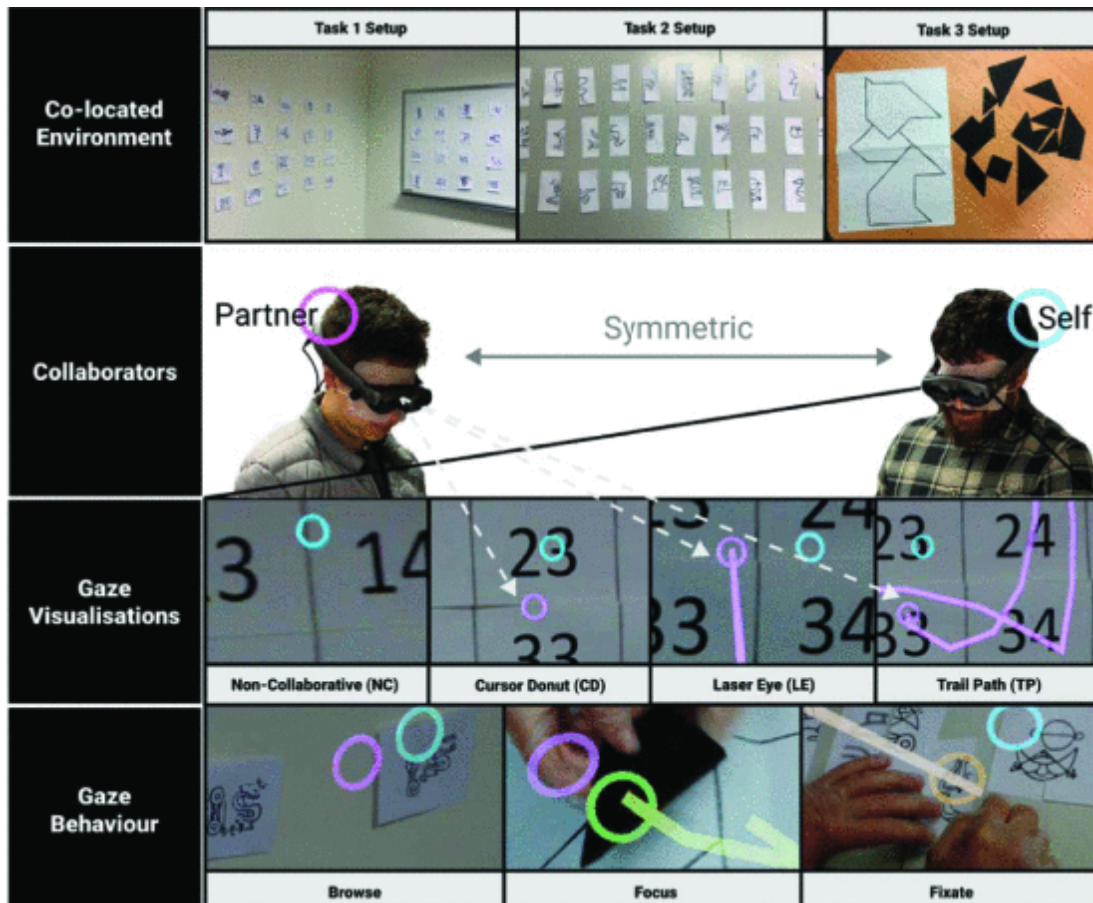 Task 1 Setup
Task 2 Setup
Task 3 Setup
Co-located
Environment
Partner
Symmetric
Self
Collaborators
Gaze
Visualisations
3
14
23
33
24
33
34
23
24
33
34
Non-Collaborative (NC)
Cursor Donut (CD)
Laser Eye (LE)
Trail Path (TP)
Gaze
Behaviour
Browse
Focus
Fixate